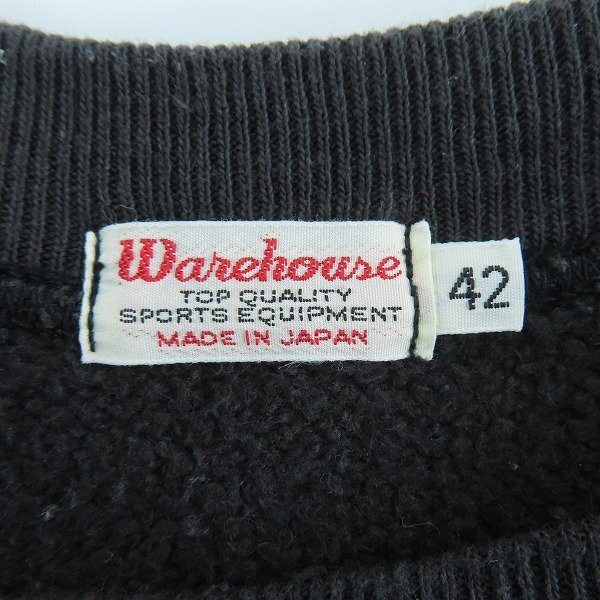 Warehouse
TOP QUALITY
SPORTS EQUIPMENT
MADE IN JAPAN
42